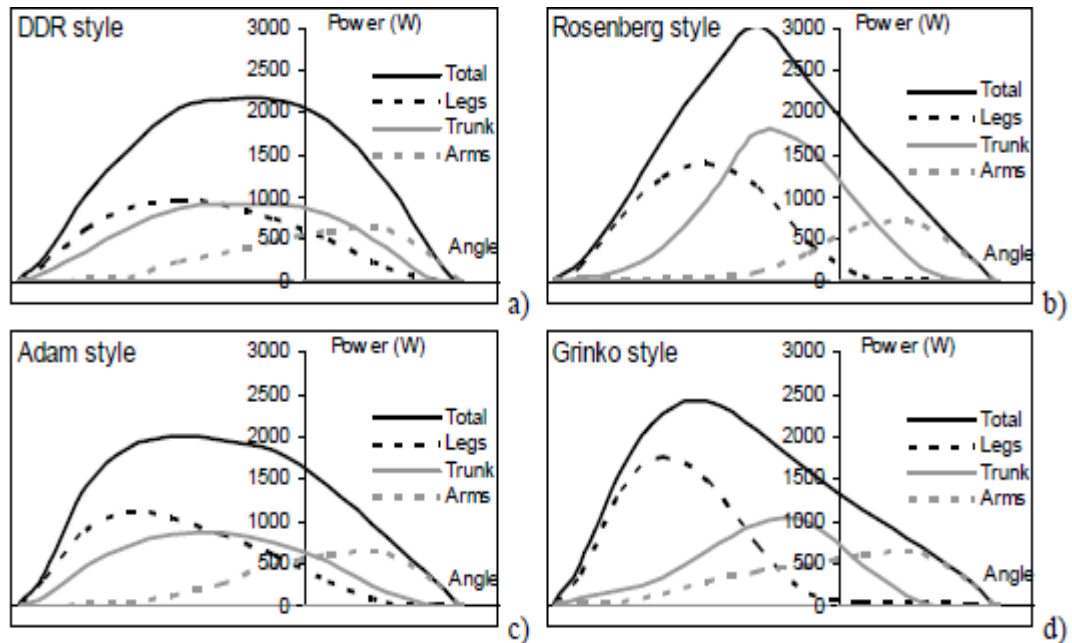 DDR style
Power (W)
3000
2500
2000
1500
1000
500
0
Total
Legs
Trunk
Arms
Angle
a)
Rosenberg style
Power (W)
3000
2500
2000
1500
1000
500
0
Total
Legs
Trunk
Arms
Angle
b)
Adam style
Power (W)
3000
2500
2000
1500
1000
500
0
Total
Legs
Trunk
Arms
Angle
c)
Grinko style
Power (W)
3000
2500
2000
1500
1000
500
0
Total
Legs
Trunk
Arms
Angle
d)